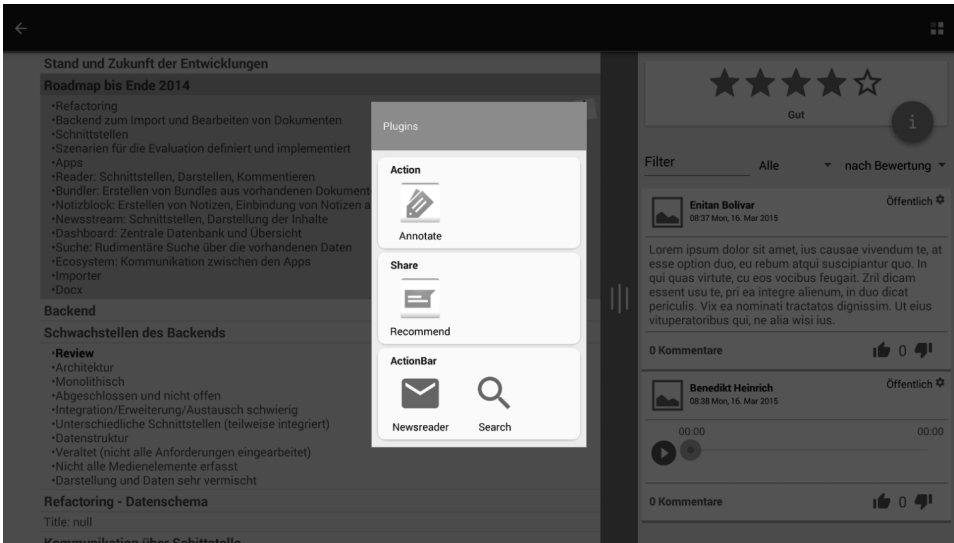 Stand und Zukunft der Entwicklungen
Roadmap bis Ende 2014
•Refactoring
•Backend zum Import und Bearbeiten von Dokumenten
•Schnittstellen
•Szenarien für die Evaluation definiert und implementiert
•Apps
•Reader: Schnittstellen, Darstellen, Kommentieren
•Bundler: Erstellen von Bundles aus vorhandenen
•Notizblock: Erstellen von Notizen, Einbindung von Notizen
•Newsstream: Schnittstellen, Darstellung der Inhalte
•Dashboard: Zentrale Datenbank und Übersicht
•Suche: Rudimentäre Suche über die vorhandenen Daten
•Ecosystem: Kommunikation zwischen den Apps
•Importer
•Docx
Backend
Schwachstellen des Backends
•Review
•Architektur
•Monolithisch
•Abgeschlossen und nicht offen
•Integration/Erweiterung/Austausch schwierig
•Unterschiedliche Schnittstellen (teilweise integriert)
•Datenstruktur
•Veraltet (nicht alle Anforderungen eingearbeitet)
•Nicht alle Medienelemente erfasst
•Darstellung und Daten sehr vermischt
Refactoring - Datenschema
Title: null
Kommunikation über Schittstelle
Plugins
Action
Annotate
Share
Recommend
ActionBar
Newsreader Search
Gut
i
Filter Alle nach Bewertung
Enitan Bolivar Öffentlich
08:37 Mon, 16. Mar 2015
Lorem ipsum dolor sit amet, ius causae vivendum te, at
esse option duo, eu rebum atqui suscipiantur quo. In
qui quas virtute, cu eos vocibus feugait. Zril dicam
essent usu te, pri ea integre alienum, in duo dicat
periculis. Vix ea nominati tractatos dignissim. Ut eius
vituperatoribus qui, ne alia wisi ius.
0 Kommentare 0
Benedikt Heinrich Öffentlich
08:38 Mon, 16. Mar 2015
00:00 00:00
0 Kommentare 0